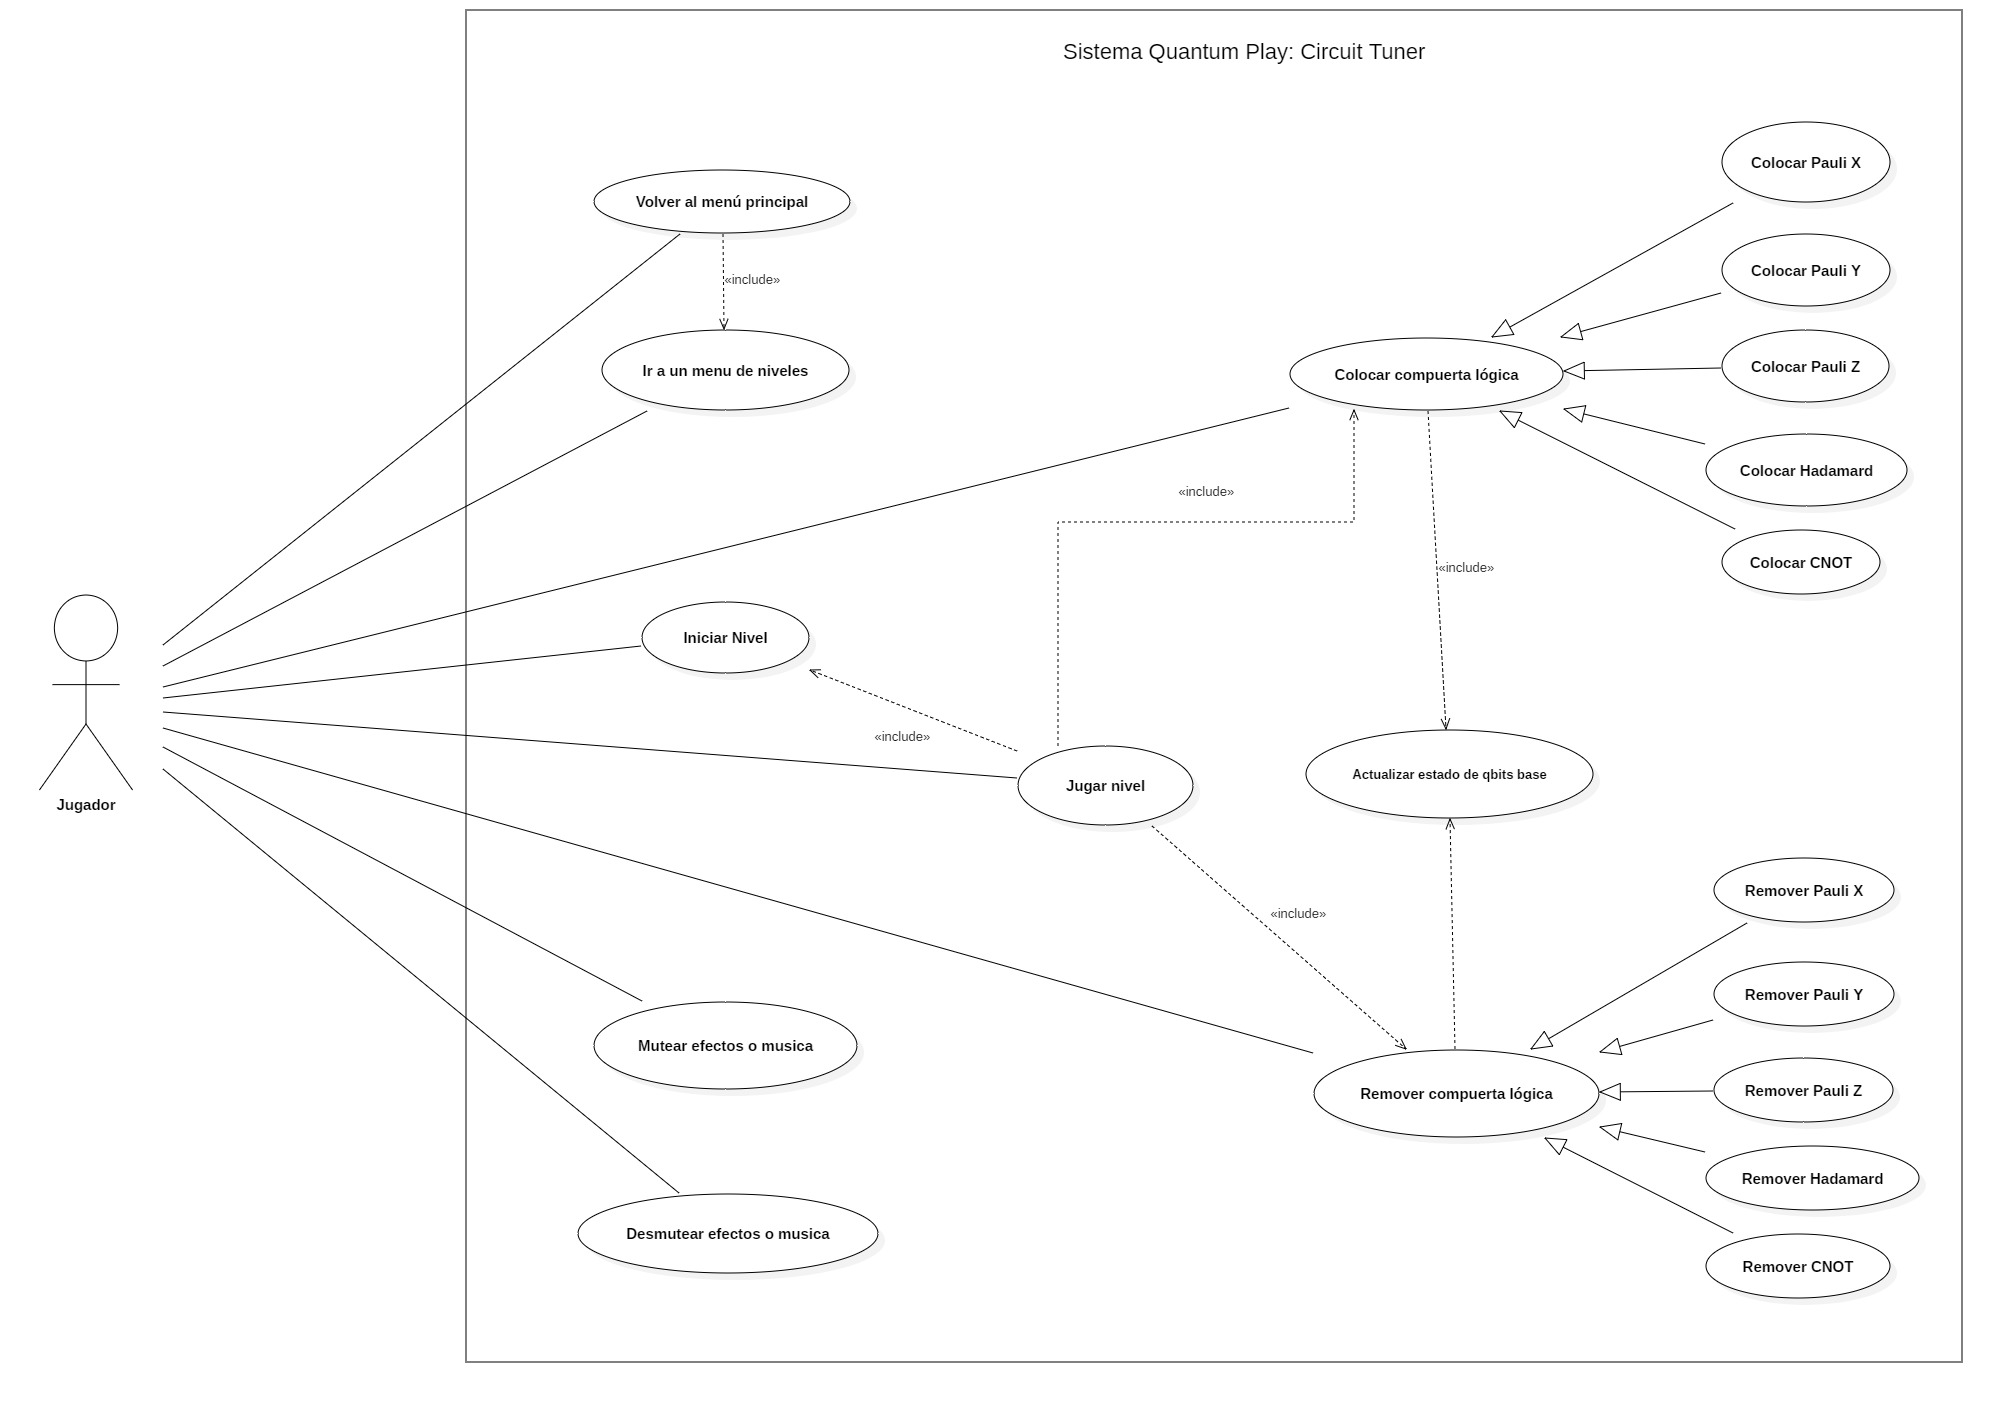 Sistema Quantum Play: Circuit Tuner
Colocar Pauli X
Volver al menú principal
Colocar Pauli Y
«include»
Colocar Pauli Z
Ir a un menu de niveles
Colocar compuerta lógica
Colocar Hadamard
«include»
Colocar CNOT
«include»
Iniciar Nivel
«include»
Actualizar estado de qbits base
Jugar nivel
Jugador
Remover Pauli X
«include»
Remover Pauli Y
Mutear efectos o musica
Remover Pauli Z
Remover compuerta lógica
Remover Hadamard
Desmutear efectos o musica
Remover CNOT